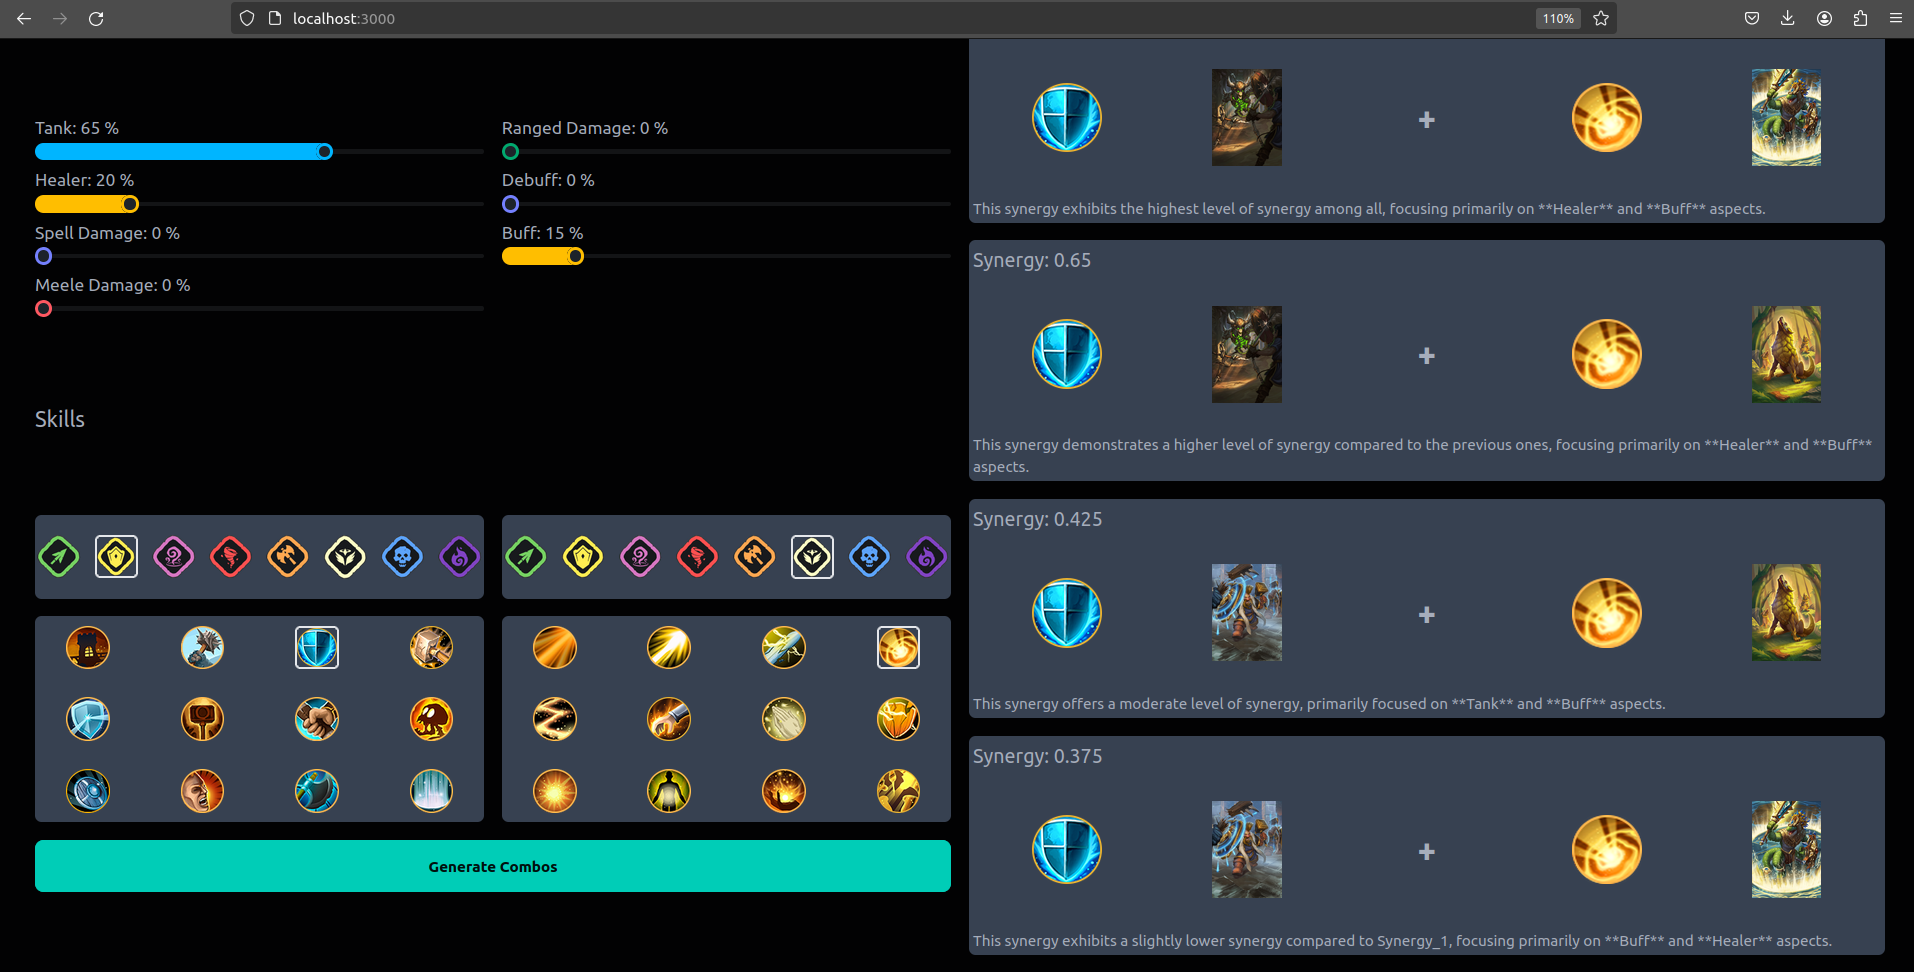 localhost:3000
110%
Tank: 65 %
Ranged Damage: 0 %
Healer: 20 %
Debuff: 0 %
Spell Damage: 0 %
Buff: 15 %
Meele Damage: 0 %
Skills
Generate Combos
+
This synergy exhibits the highest level of synergy among all, focusing primarily on **Healer** and **Buff** aspects.
Synergy: 0.65
+
This synergy demonstrates a higher level of synergy compared to the previous ones, focusing primarily on **Healer** and **Buff**
aspects.
Synergy: 0.425
+
This synergy offers a moderate level of synergy, primarily focused on **Tank** and **Buff** aspects.
Synergy: 0.375
+
This synergy exhibits a slightly lower synergy compared to Synergy_1, focusing primarily on **Buff** and **Healer** aspects.